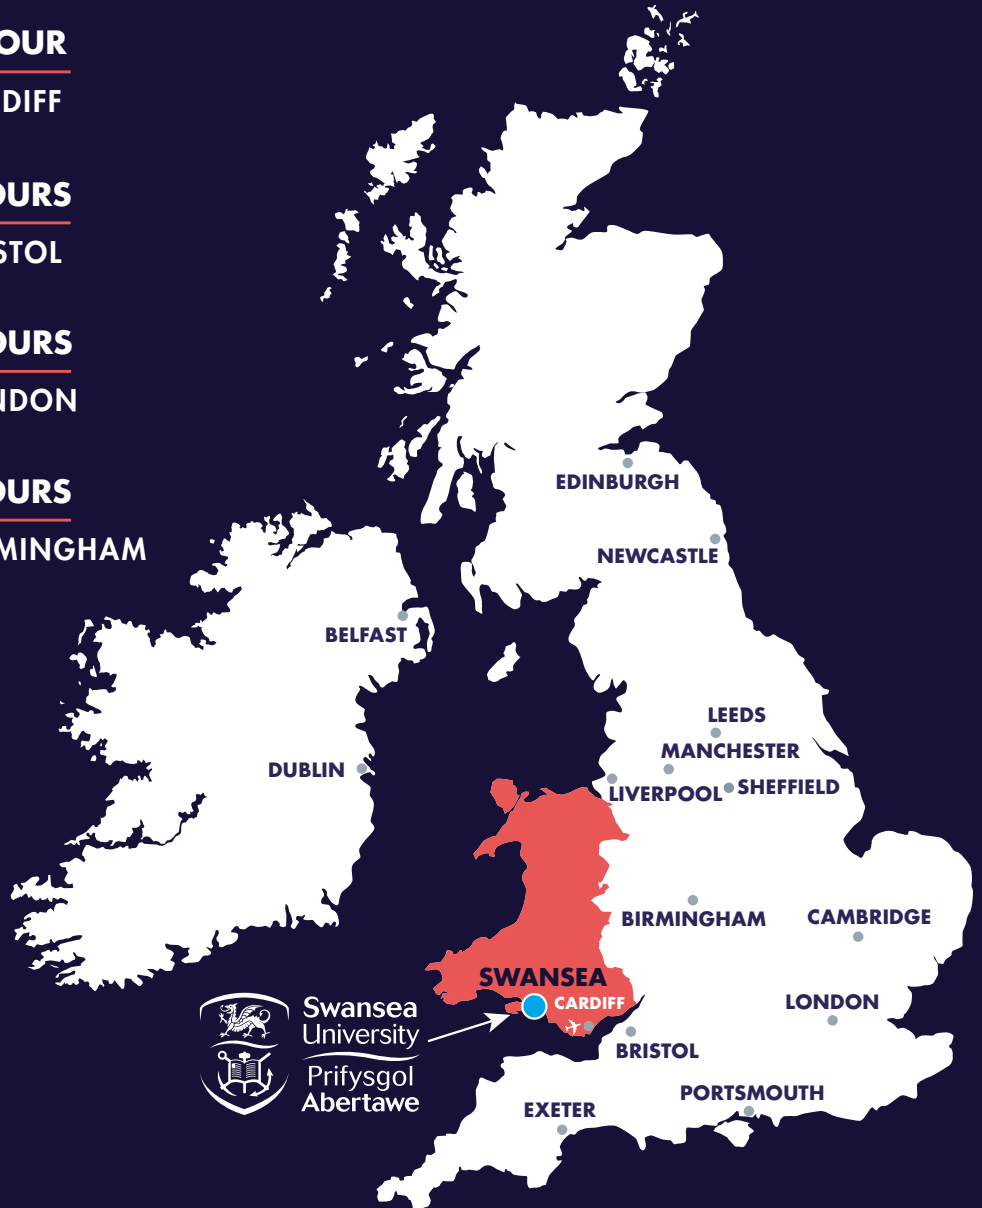 OUR
DIFF
OURS
STOL
OURS
NDON
OURS
MINGHAM
EDINBURGH
NEWCASTLE
BELFAST
LEEDS
MANCHESTER
DUBLIN
LIVERPOOL
SHEFFIELD
BIRMINGHAM
CAMBRIDGE
SWANSEA
CARDIFF
LONDON
Swansea
University
Prifysgol
Abertawe
BRISTOL
PORTSMOUTH
EXETER